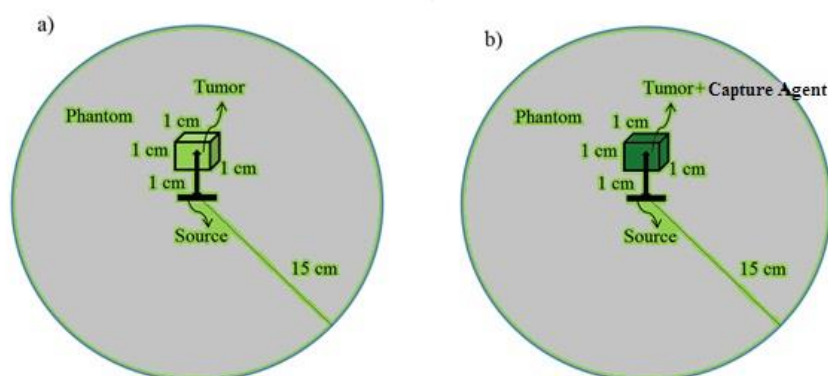 a)
Tumor
Phantom
1 cm
1 cm
1 cm
1 cm
Source
15 cm
b)
Tumor+ Capture Agent
Phantom
1 cm
1 cm
1 cm
1 cm
Source
15 cm